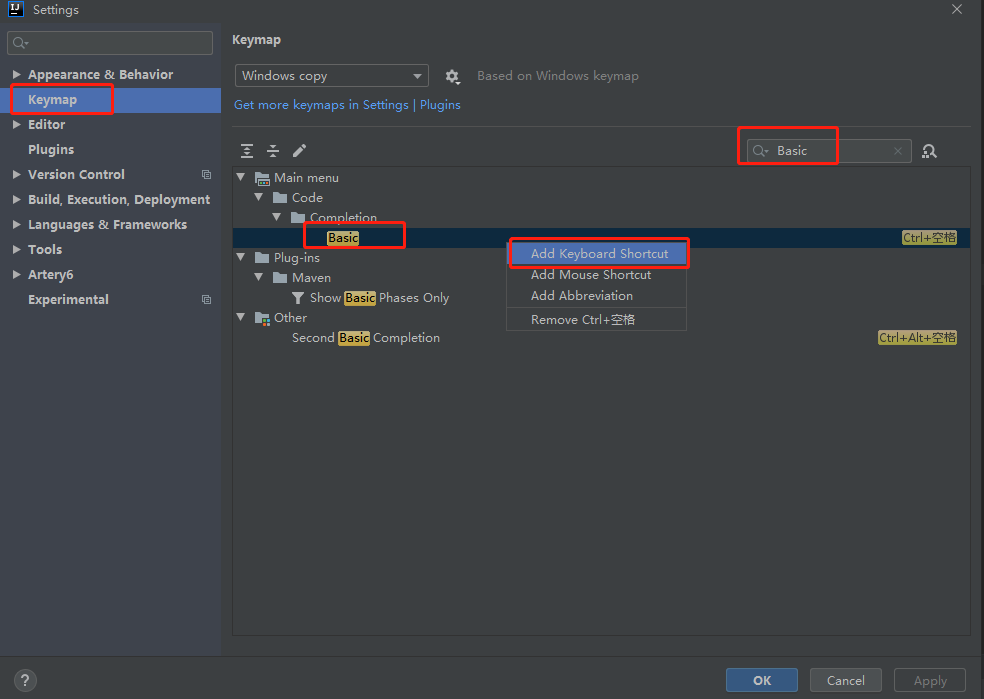 IJ Settings
Keymap
Appearance & Behavior
Keymap
Editor
Plugins
Version Control
Build, Execution, Deployment
Languages & Frameworks
Tools
Artery6
Experimental
Windows copy
Based on Windows keymap
Get more keymaps in Settings | Plugins
Basic
Main menu
Code
Completion
Basic Ctrl+空格
Plug-ins
Maven
Show Basic Phases Only
Other
Second Basic Completion Ctrl+Alt+空格
Add Keyboard Shortcut
Add Mouse Shortcut
Add Abbreviation
Remove Ctrl+空格
?
OK
Cancel
Apply